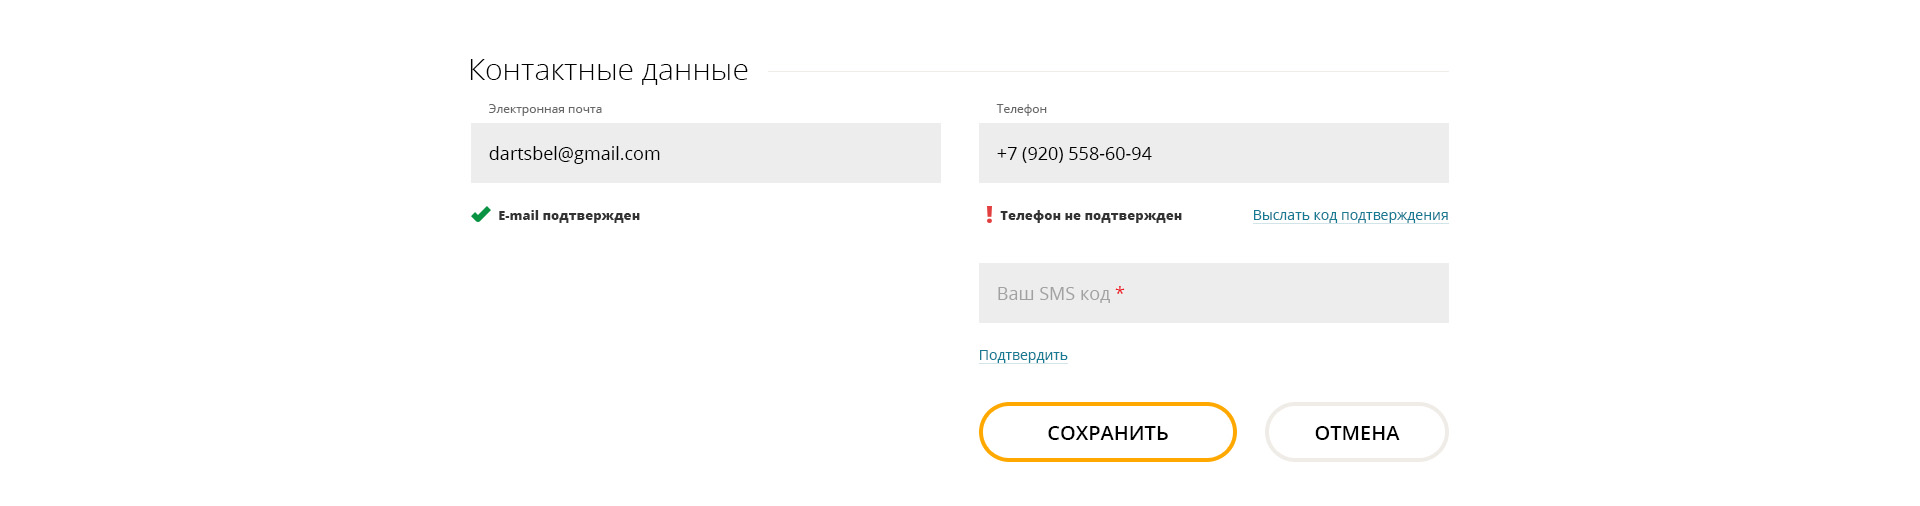 Контактные данные
Электронная почта
dartsbel@gmail.com
E-mail подтвержден
Телефон
+7 (920) 558-60-94
Телефон не подтвержден
Выслать код подтверждения
Ваш SMS код *
Подтвердить
СОХРАНИТЬ
ОТМЕНА